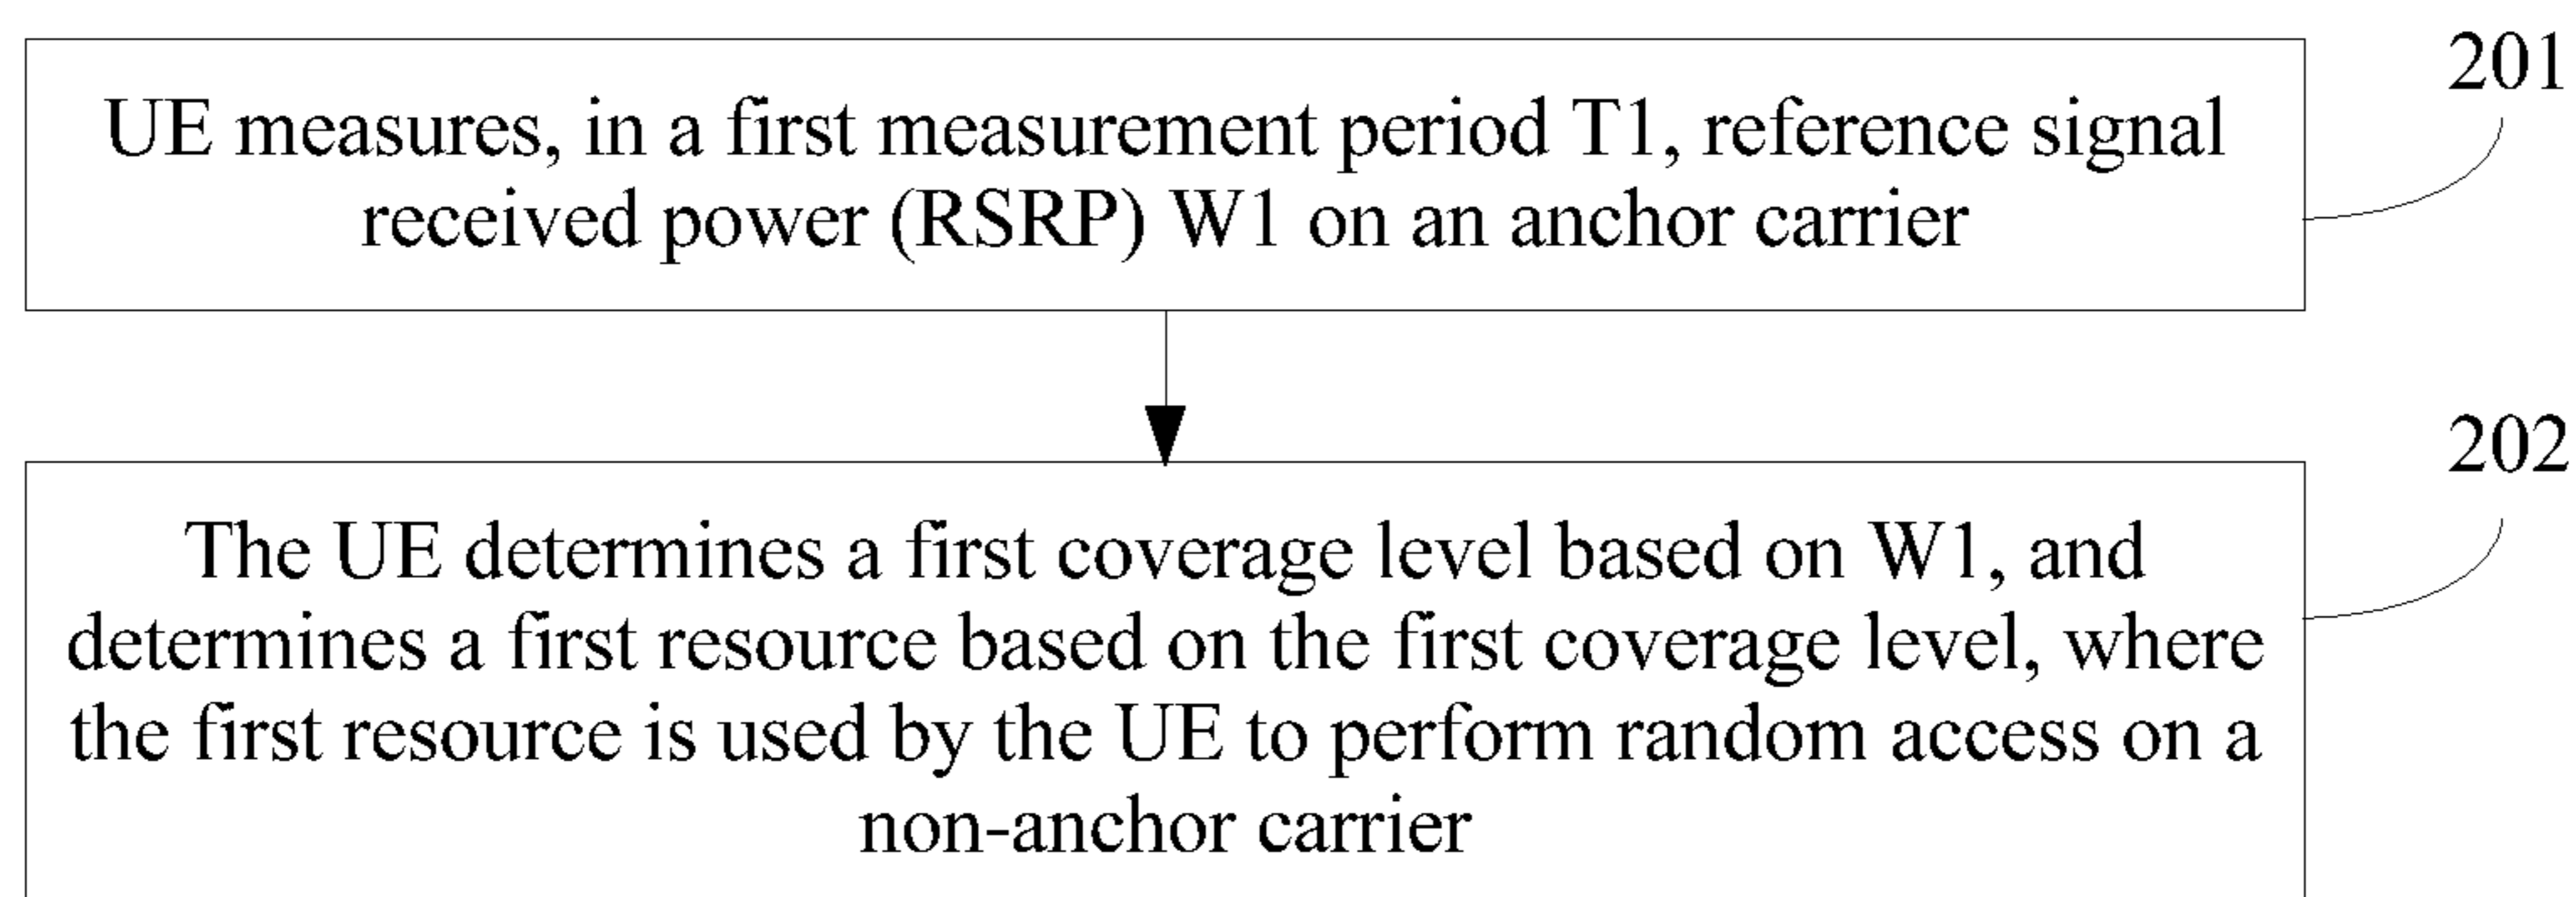 201
UE measures, in a first measurement period T1, reference signal
received power (RSRP) W1 on an anchor carrier
202
The UE determines a first coverage level based on W1, and
determines a first resource based on the first coverage level, where
the first resource is used by the UE to perform random access on a
non-anchor carrier